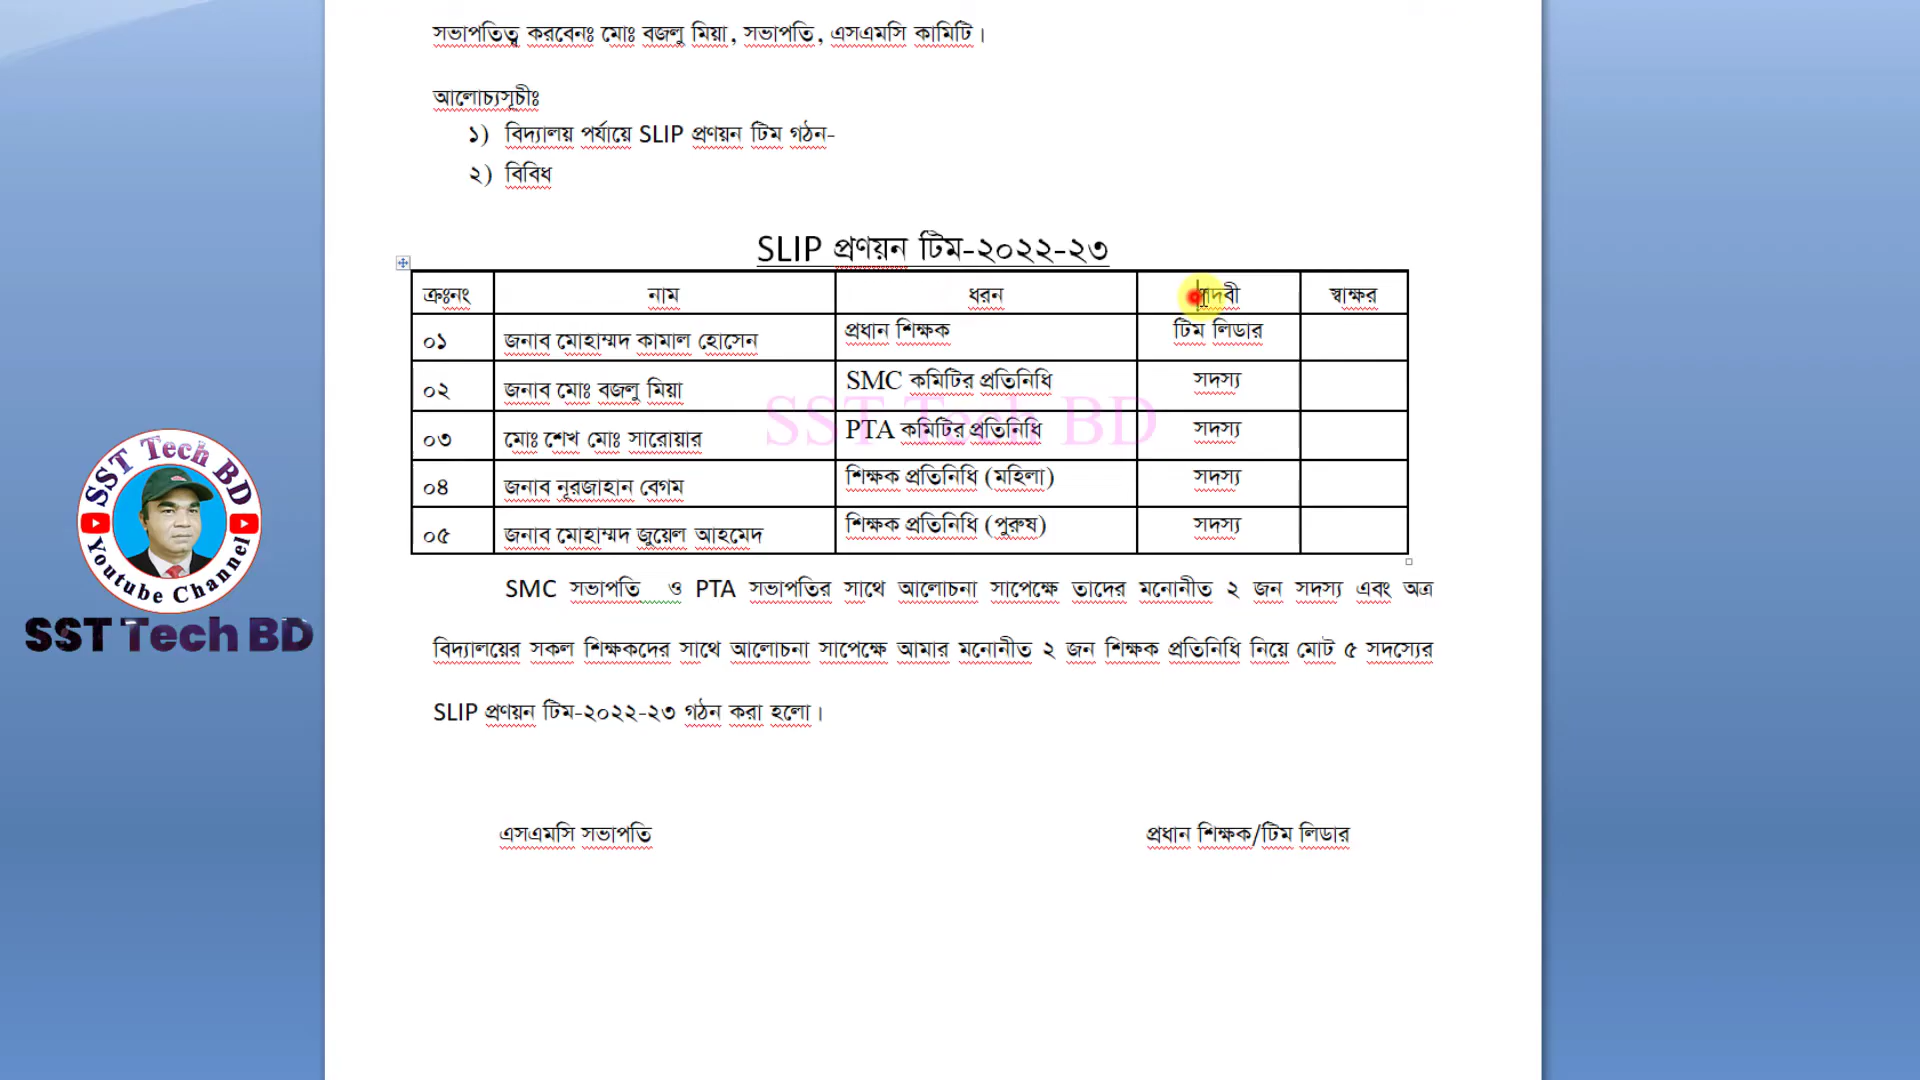 সভাপতিত্ব করবেনঃ মোঃ বজলু মিয়া, সভাপতি, এসএমসি কামিটি।
আলোচ্যসূচীঃ
১) বিদ্যালয় পর্যায়ে SLIP প্রণয়ন টিম গঠন-
২) বিবিধ
SLIP প্রণয়ন টিম-২০২২-২৩
ক্রঃনং নাম ধরন পদবী স্বাক্ষর
০১ জনাব মোহাম্মদ কামাল হোসেন প্রধান শিক্ষক টিম লিডার
০২ জনাব মোঃ বজলু মিয়া SMC কমিটির প্রতিনিধি সদস্য
SST Tech BD
০৩ মোঃ শেখ মোঃ সারোয়ার PTA কমিটির প্রতিনিধি সদস্য
০৪ জনাব নূরজাহান বেগম শিক্ষক প্রতিনিধি (মহিলা) সদস্য
০৫ জনাব মোহাম্মদ জুয়েল আহমেদ শিক্ষক প্রতিনিধি (পুরুষ) সদস্য
SMC সভাপতি ও PTA সভাপতির সাথে আলোচনা সাপেক্ষে তাদের মনোনীত ২ জন সদস্য এবং অত্র
বিদ্যালয়ের সকল শিক্ষকদের সাথে আলোচনা সাপেক্ষে আমার মনোনীত ২ জন শিক্ষক প্রতিনিধি নিয়ে মোট ৫ সদস্যের
SLIP প্রণয়ন টিম-২০২২-২৩ গঠন করা হলো।
এসএমসি সভাপতি প্রধান শিক্ষক/টিম লিডার
SST Tech BD
Youtube Channel
SST Tech BD